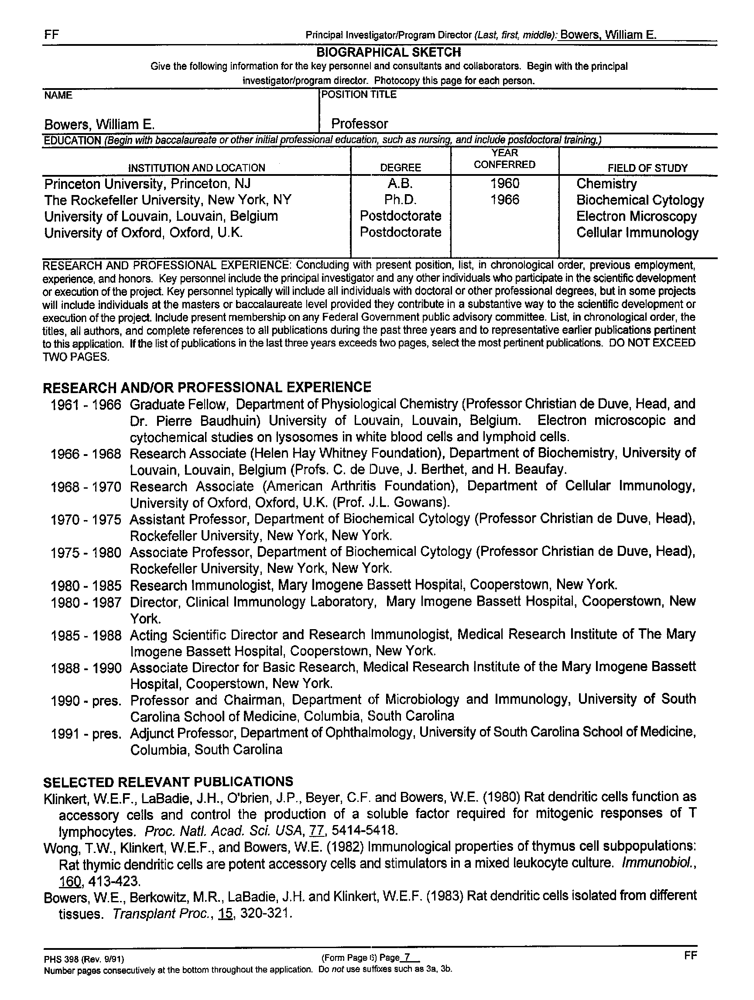 FF Principal Investigator/Program Director (Last, first, middle): Bowers, William E.
BIOGRAPHICAL SKETCH
Give the following information for the key personnel and consultants and collaborators. Begin with the principal
investigator/program director. Photocopy this page for each person.
NAME POSITION TITLE
Bowers, William E. Professor
EDUCATION (Begin with baccalaureate or other initial professional education, such as nursing, and include postdoctoral training.)
INSTITUTION AND LOCATION DEGREE YEAR CONFERRED FIELD OF STUDY
Princeton University, Princeton, NJ A.B. 1960 Chemistry
The Rockefeller University, New York, NY Ph.D. 1966 Biochemical Cytology
University of Louvain, Louvain, Belgium Postdoctorate Electron Microscopy
University of Oxford, Oxford, U.K. Postdoctorate Cellular Immunology
RESEARCH AND PROFESSIONAL EXPERIENCE: Concluding with present position, list, in chronological order, previous employment,
experience, and honors. Key personnel include the principal investigator and any other individuals who participate in the scientific development
or execution of the project. Key personnel typically will include all individuals with doctoral or other professional degrees, but in some projects
will include individuals at the masters or baccalaureate level provided they contribute in a substantive way to the scientific development or
execution of the project. Include present membership on any Federal Government public advisory committee. List, in chronological order, the
titles, all authors, and complete references to all publications during the past three years and to representative earlier publications pertinent
to this application. If the list of publications in the last three years exceeds two pages, select the most pertinent publications. DO NOT EXCEED
TWO PAGES.
RESEARCH AND/OR PROFESSIONAL EXPERIENCE
1961 - 1966 Graduate Fellow, Department of Physiological Chemistry (Professor Christian de Duve, Head, and
Dr. Pierre Baudhuin) University of Louvain, Louvain, Belgium. Electron microscopic and
cytochemical studies on lysosomes in white blood cells and lymphoid cells.
1966 - 1968 Research Associate (Helen Hay Whitney Foundation), Department of Biochemistry, University of
Louvain, Louvain, Belgium (Profs. C. de Duve, J. Berthet, and H. Beaufay.
1968 - 1970 Research Associate (American Arthritis Foundation), Department of Cellular Immunology,
University of Oxford, Oxford, U.K. (Prof. J.L. Gowans).
1970 - 1975 Assistant Professor, Department of Biochemical Cytology (Professor Christian de Duve, Head),
Rockefeller University, New York, New York.
1975 - 1980 Associate Professor, Department of Biochemical Cytology (Professor Christian de Duve, Head),
Rockefeller University, New York, New York.
1980 - 1985 Research Immunologist, Mary Imogene Bassett Hospital, Cooperstown, New York.
1980 - 1987 Director, Clinical Immunology Laboratory, Mary Imogene Bassett Hospital, Cooperstown, New
York.
1985 - 1988 Acting Scientific Director and Research Immunologist, Medical Research Institute of The Mary
Imogene Bassett Hospital, Cooperstown, New York.
1988 - 1990 Associate Director for Basic Research, Medical Research Institute of the Mary Imogene Bassett
Hospital, Cooperstown, New York.
1990 - pres. Professor and Chairman, Department of Microbiology and Immunology, University of South
Carolina School of Medicine, Columbia, South Carolina
1991 - pres. Adjunct Professor, Department of Ophthalmology, University of South Carolina School of Medicine,
Columbia, South Carolina
SELECTED RELEVANT PUBLICATIONS
Klinkert, W.E.F., LaBadie, J.H., O'brien, J.P., Beyer, C.F. and Bowers, W.E. (1980) Rat dendritic cells function as
accessory cells and control the production of a soluble factor required for mitogenic responses of T
lymphocytes. Proc. Natl. Acad. Sci. USA, 77, 5414-5418.
Wong, T.W., Klinkert, W.E.F., and Bowers, W.E. (1982) Immunological properties of thymus cell subpopulations:
Rat thymic dendritic cells are potent accessory cells and stimulators in a mixed leukocyte culture. Immunobiol.,
160, 413-423.
Bowers, W.E., Berkowitz, M.R., LaBadie, J.H. and Klinkert, W.E.F. (1983) Rat dendritic cells isolated from different
tissues. Transplant Proc., 15, 320-321.
PHS 398 (Rev. 9/91) (Form Page 6) Page 7 FF
Number pages consecutively at the bottom throughout the application. Do not use suffixes such as 3a, 3b.